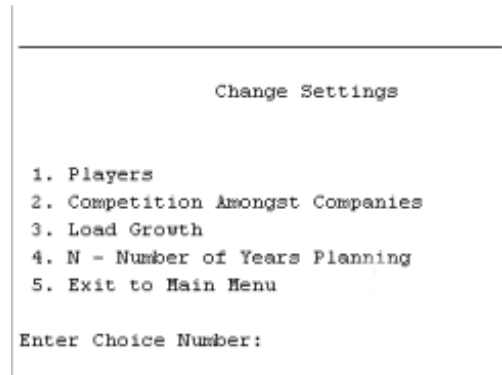 Change Settings
1. Players
2. Competition Amongst Companies
3. Load Growth
4. N - Number of Years Planning
5. Exit to Main Menu
Enter Choice Number: